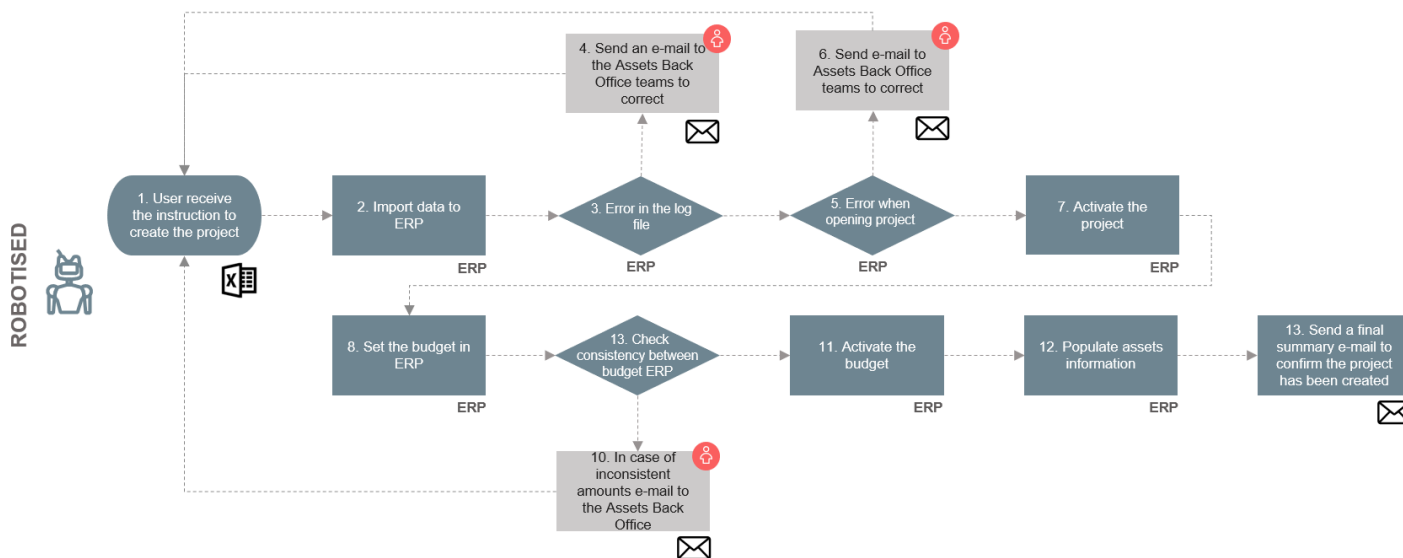 4. Send an e-mail to
the Assets Back
Office teams to
correct
6. Send e-mail to
Assets Back Office
teams to correct
1. User receive
the instruction to
create the project
2. Import data to
ERP
3. Error in the log
file
5. Error when
opening project
7. Activate the
project
X
ERP
ERP
ERP
ERP
ROBOTISED
8. Set the budget in
ERP
13. Check
consistency between
budget ERP
11. Activate the
budget
12. Populate assets
information
13. Send a final
summary e-mail to
confirm the project
has been created
ERP
ERP
ERP
ERP
10. In case of
inconsistent
amounts e-mail to
the Assets Back
Office